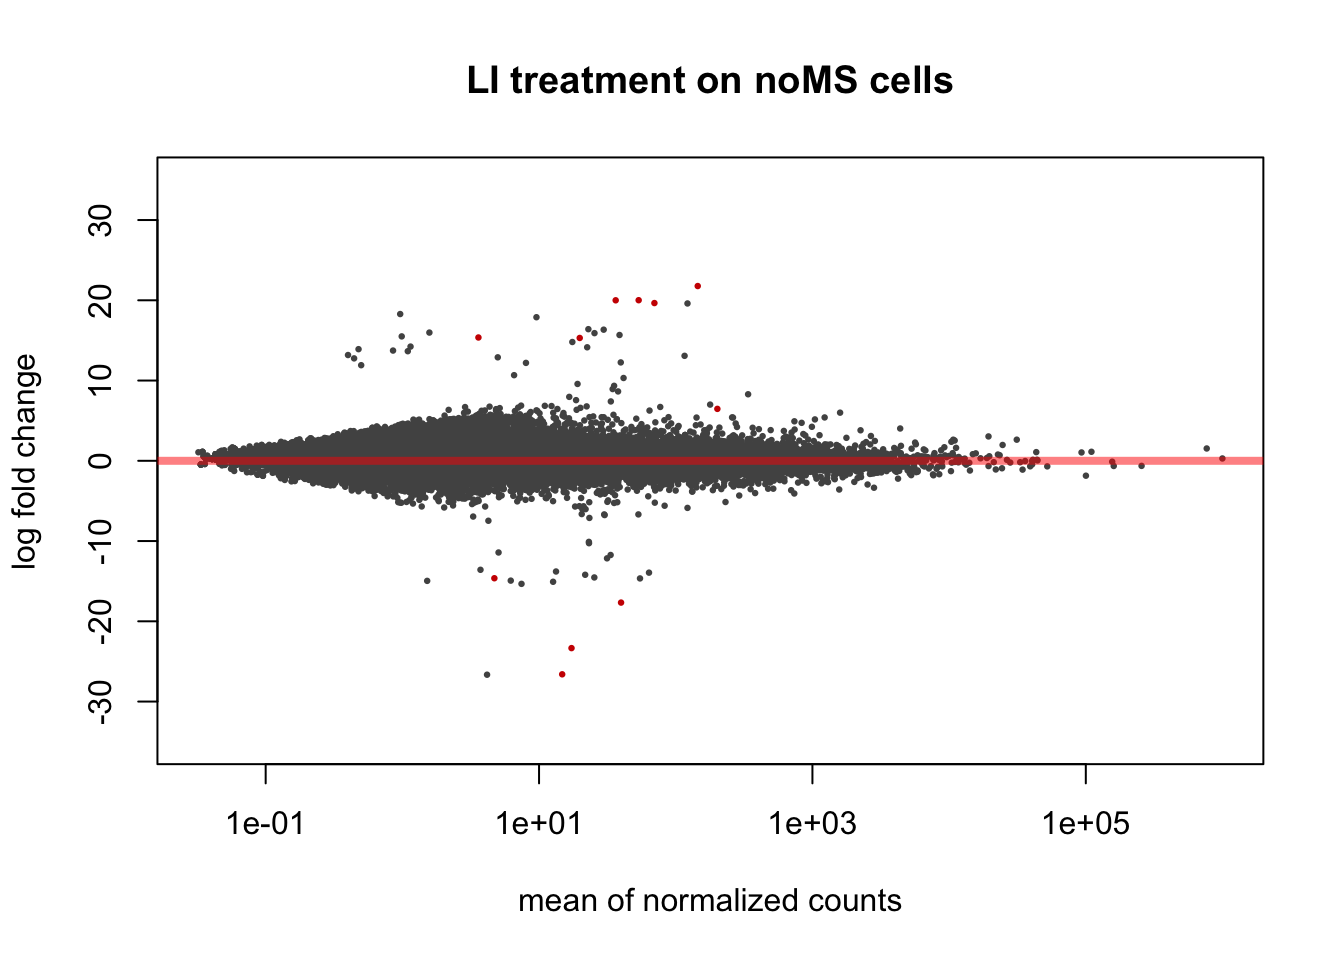 LI treatment on noMS cells
log fold change
30
20
10
0
-10
-20
-30
1e-01
1e+01
1e+03
1e+05
mean of normalized counts